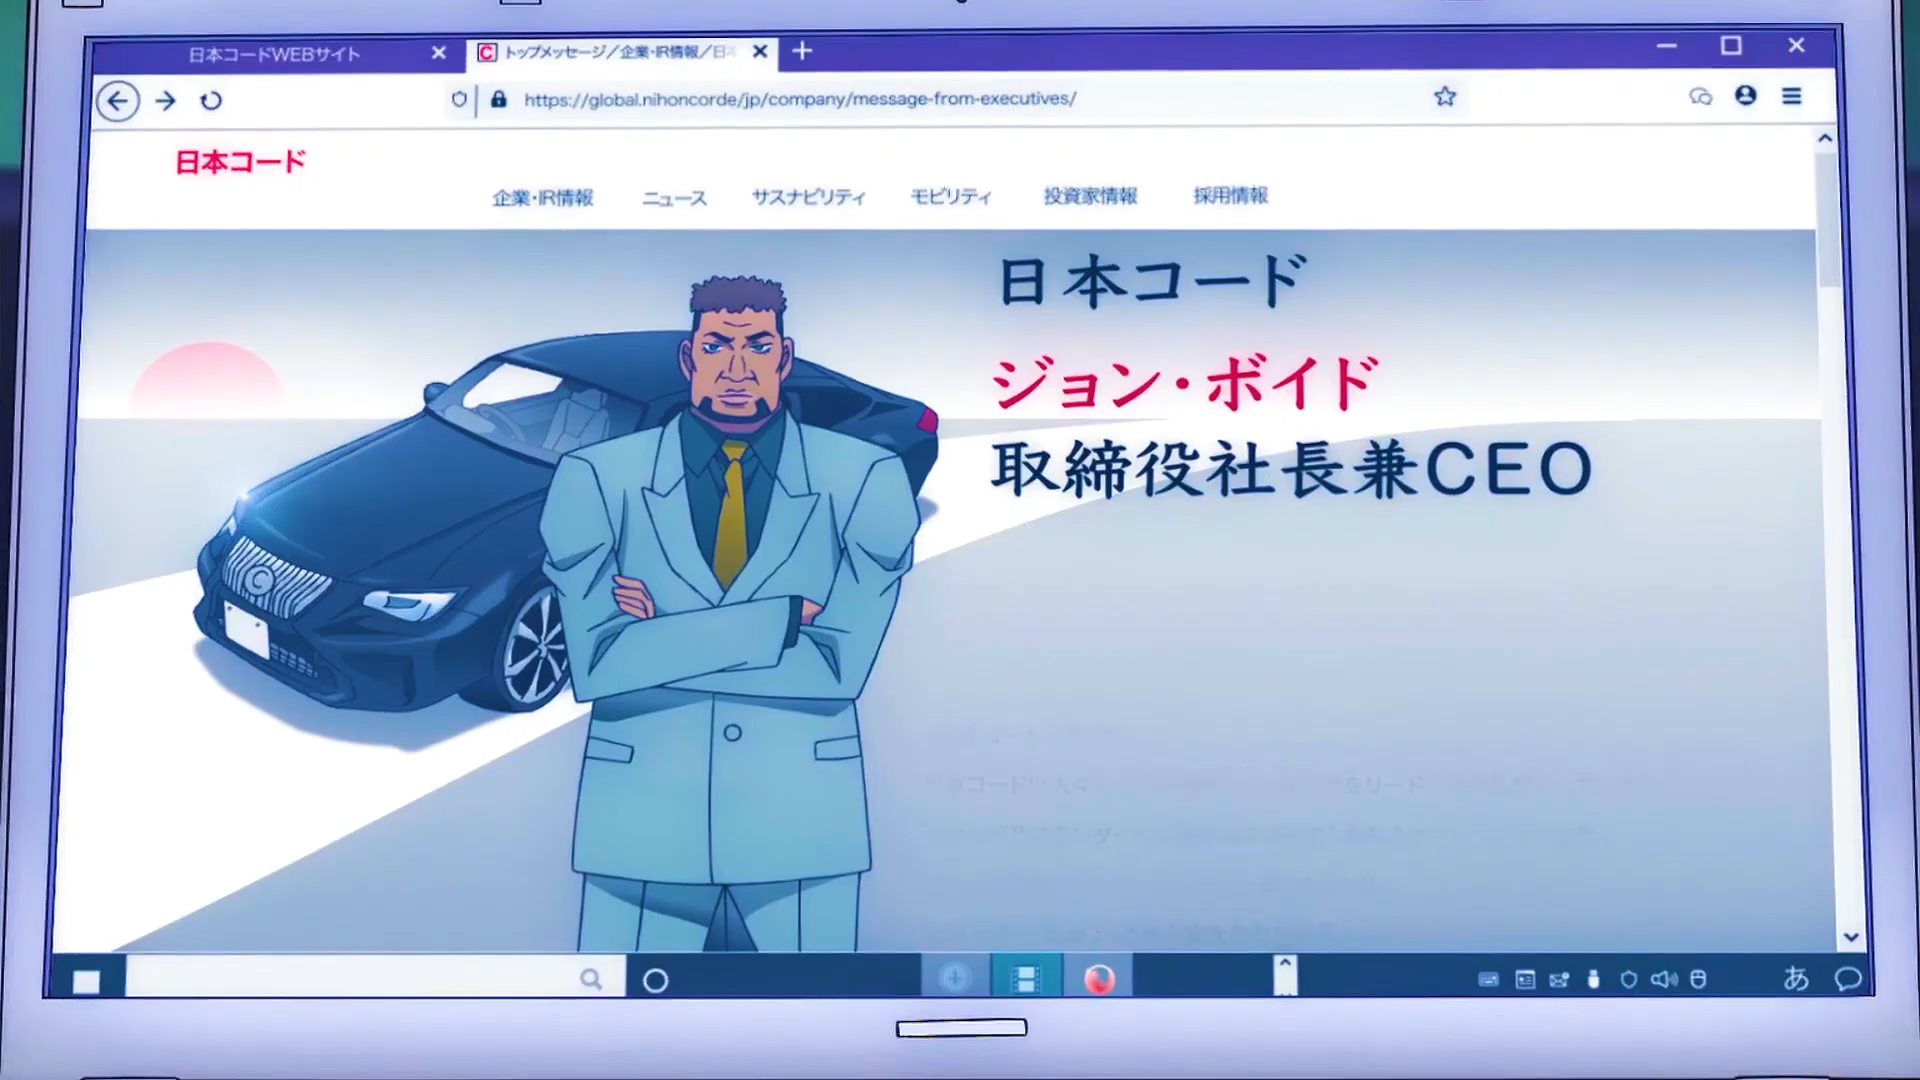 日本コードWEBサイト
トップメッセージ/企業・IR情報/日本
https://global.nihoncorde/jp/company/message-from-executives/
日本コード
企業・IR情報 ニュース サスナビリティ モビリティ 投資家情報 採用情報
日本コード
ジョン・ボイド
取締役社長兼CEO
あ